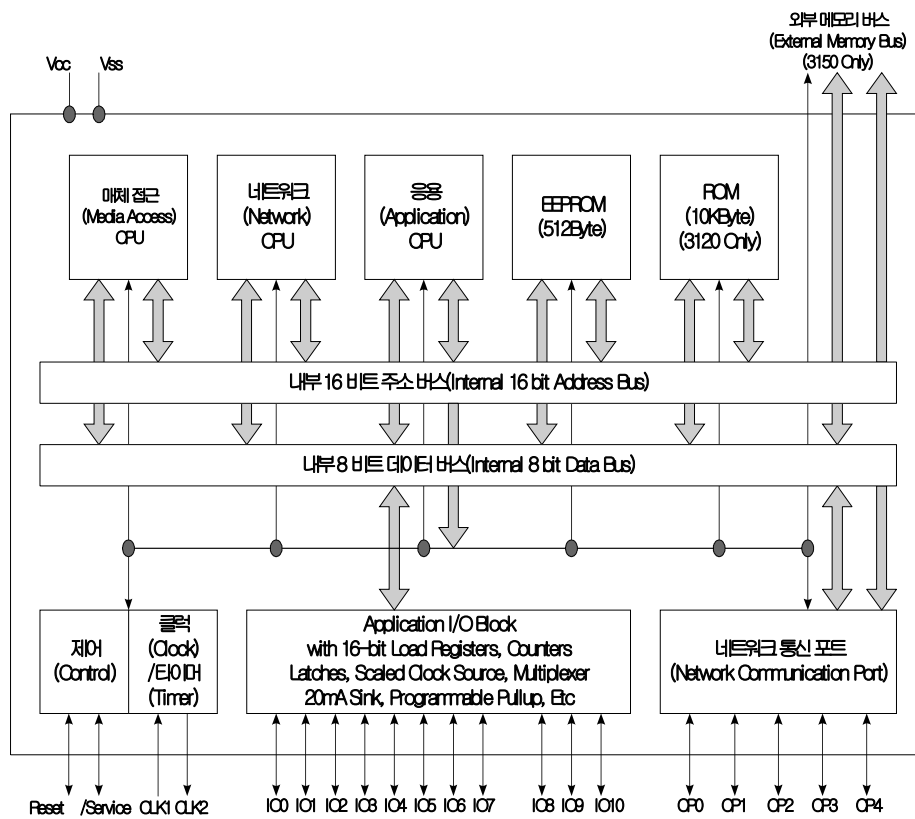 외부 메모리 버스
(External Memory Bus)
(3150 Only)
Vcc
Vss
매체 접근
(Media Access)
CPU
네트워크
(Network)
CPU
응용
(Application)
CPU
EEPROM
(512Byte)
ROM
(10KByte)
(3120 Only)
내부 16 비트 주소 버스(Internal 16 bit Address Bus)
내부 8 비트 데이터 버스(Internal 8 bit Data Bus)
제어
(Control)
클럭
(Clock)
/타이머
(Timer)
Application I/O Block
with 16-bit Load Registers, Counters
Latches, Scaled Clock Source, Multiplexer
20mA Sink, Programmable Pullup, Etc
네트워크 통신 포트
(Network Communication Port)
Reset
/Service
CLK1
CLK2
IO0
IO1
IO2
IO3
IO4
IO5
IO6
IO7
IO8
IO9
IO10
CP0
CP1
CP2
CP3
CP4